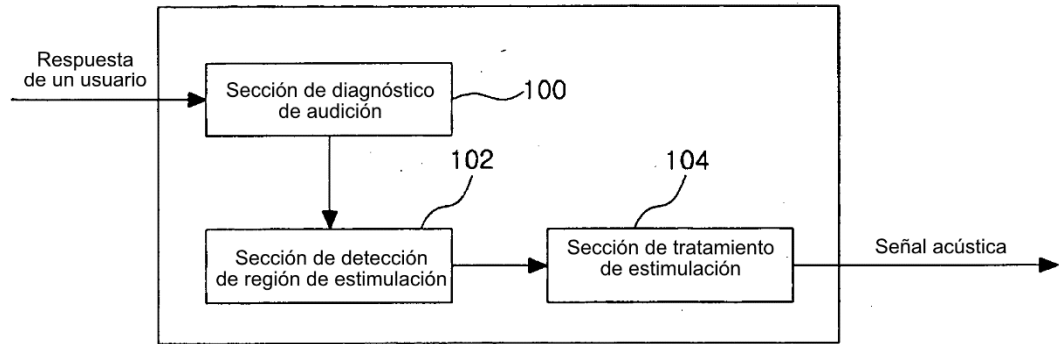 Respuesta
de un usuario
Sección de diagnóstico
de audición
100
102
104
Sección de detección
de región de estimulación
Sección de tratamiento
de estimulación
Señal acústica